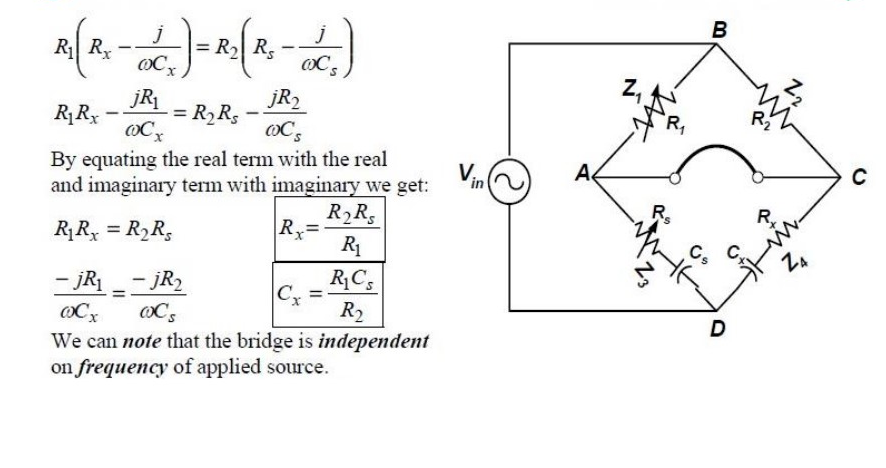 R₁(Rₓ − j/ωCₓ) = R₂(Rₛ − j/ωCₛ)
R₁Rₓ − jR₁/ωCₓ = R₂Rₛ − jR₂/ωCₛ
By equating the real term with the real
and imaginary term with imaginary we get:
R₁Rₓ = R₂Rₛ
Rₓ= R₂Rₛ/R₁
− jR₁/ωCₓ = − jR₂/ωCₛ
Cₓ = R₁Cₛ/R₂
We can note that the bridge is independent
on frequency of applied source.
B
Z₁
R₁
Z₂
R₂
Vin
A
C
Rₛ
Cₛ
Z₃
Rₓ
Cₓ
Z₄
D